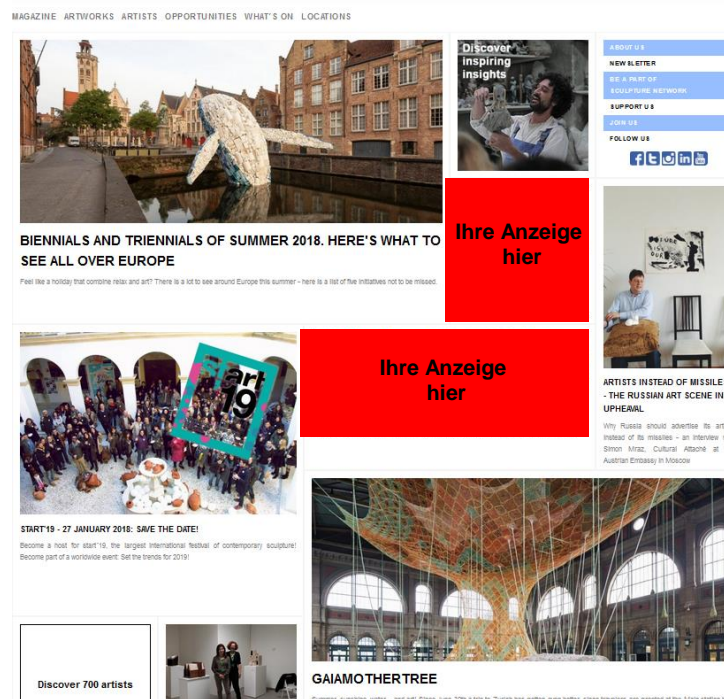 MAGAZINE ARTWORKS ARTISTS OPPORTUNITIES WHAT'S ON LOCATIONS
Discover
inspiring
insights
ABOUT US
NEWSLETTER
BE A PART OF
SCULPTURE NETWORK
SUPPORT US
JOIN US
FOLLOW US
BIENNIALS AND TRIENNIALS OF SUMMER 2018. HERE'S WHAT TO
SEE ALL OVER EUROPE
Feel like a holiday that combine relax and art? There is a lot to see around Europe this summer - here is a list of five initiatives not to be missed.
Ihre Anzeige
hier
Ihre Anzeige
hier
ARTISTS INSTEAD OF MISSILE
- THE RUSSIAN ART SCENE IN
UPHEAVAL
Why Russia should advertise its art
instead of its missiles - an interview
Simon Mraz, Cultural Attaché at
Austrian Embassy in Moscow
start
19
START'19 - 27 JANUARY 2018: SAVE THE DATE!
Become a host for start'19, the largest international festival of contemporary sculpture!
Become part of a worldwide event: Set the trends for 2019!
Discover 700 artists
GAIAMOTHERTREE